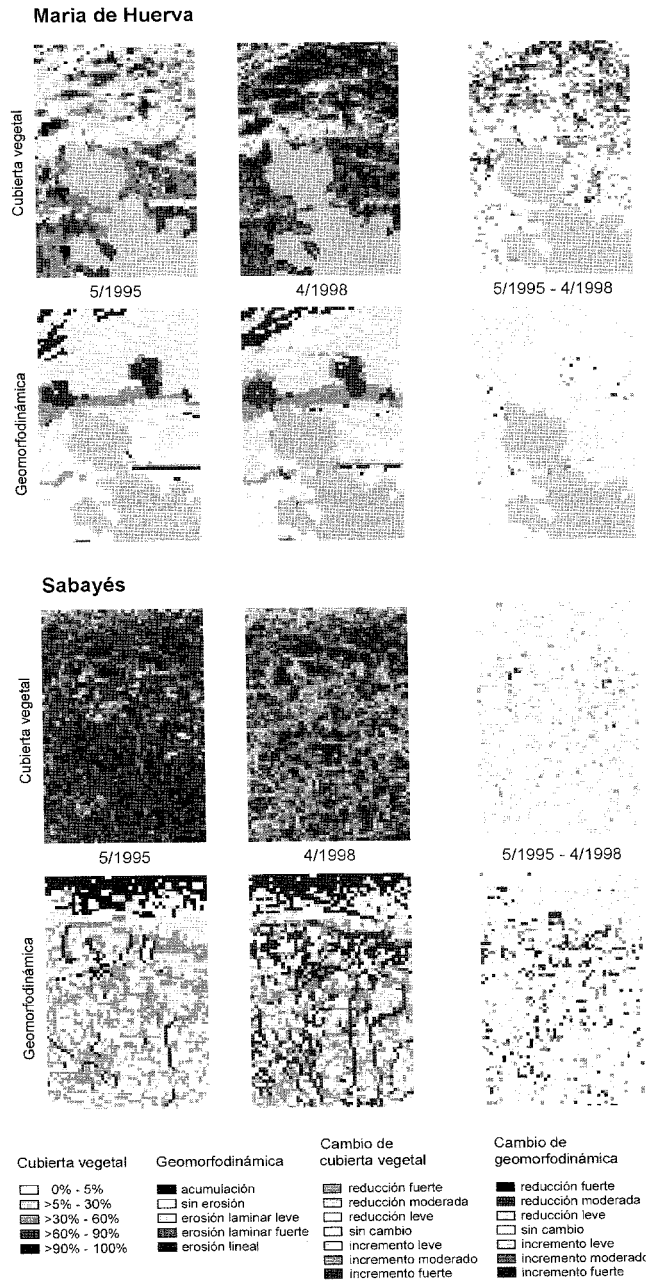 Maria de Huerva
Cubierta vegetal
5/1995
4/1998
5/1995 - 4/1998
Geomorfodinámica
Sabayés
Cubierta vegetal
5/1995
4/1998
5/1995 - 4/1998
Geomorfodinámica
Cubierta vegetal
0% - 5%
>5% - 30%
>30% - 60%
>60% - 90%
>90% - 100%
Geomorfodinámica
acumulación
sin erosión
erosión laminar leve
erosión laminar fuerte
erosión lineal
Cambio de
cubierta vegetal
reducción fuerte
reducción moderada
reducción leve
sin cambio
incremento leve
incremento moderado
incremento fuerte
Cambio de
geomorfodinámica
reducción fuerte
reducción moderada
reducción leve
sin cambio
incremento leve
incremento moderado
incremento fuerte